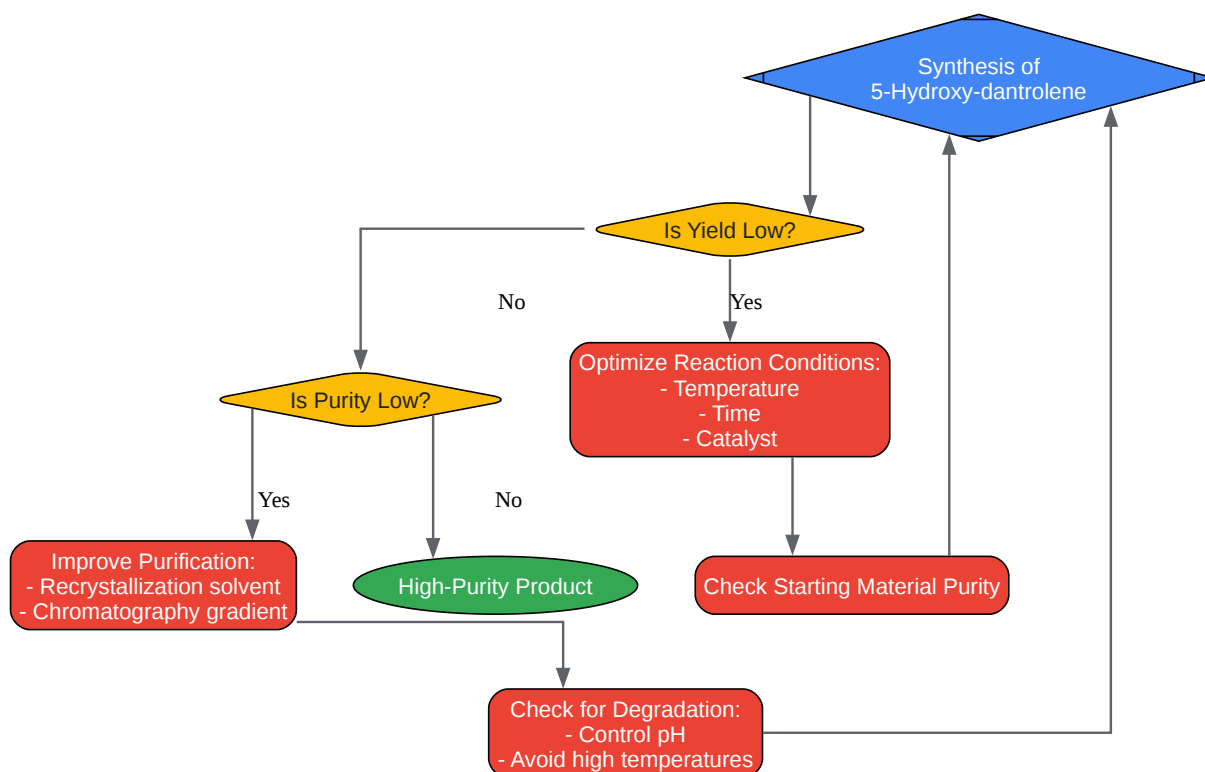 Synthesis of
5-Hydroxy-dantrolene
Is Yield Low?
No
Yes
Optimize Reaction Conditions:
- Temperature
- Time
- Catalyst
Is Purity Low?
Yes
No
Improve Purification:
- Recrystallization solvent
- Chromatography gradient
High-Purity Product
Check Starting Material Purity
Check for Degradation:
- Control pH
- Avoid high temperatures